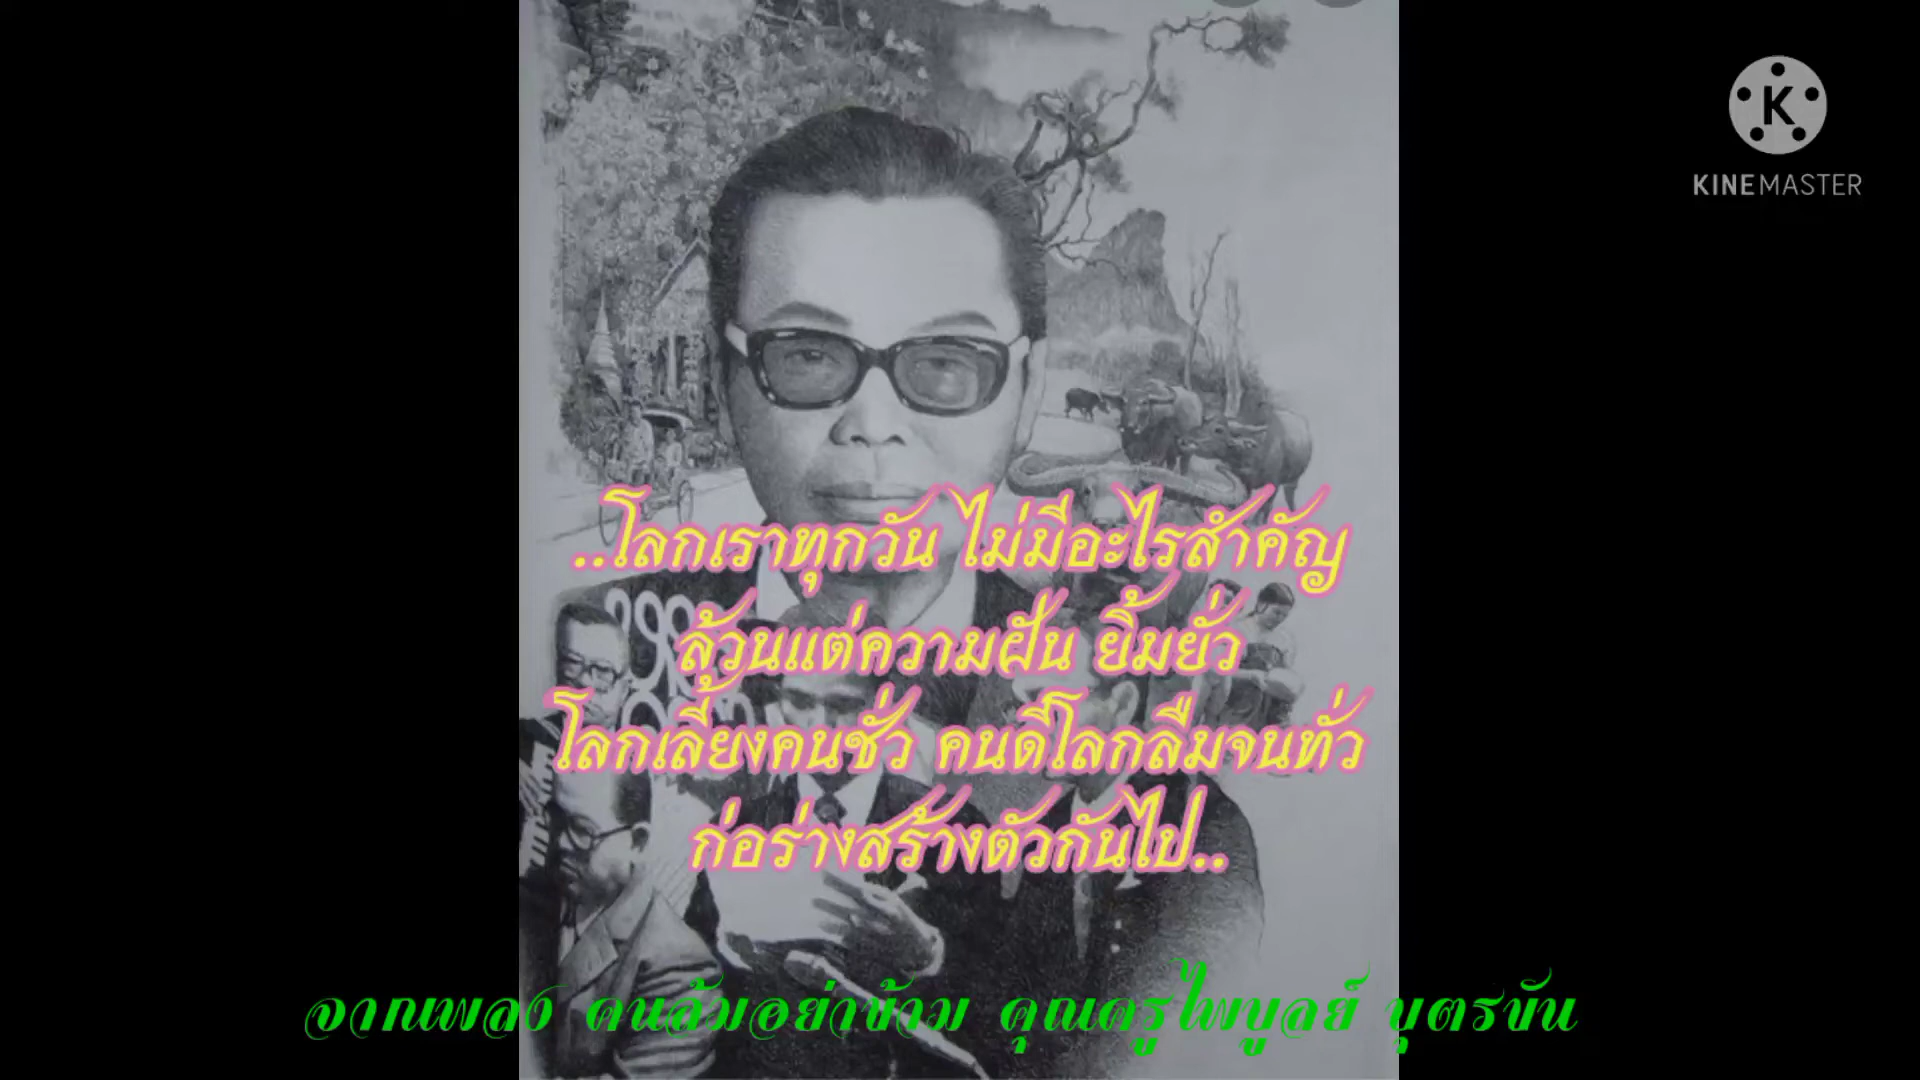 KINEMASTER
..โลกเราทุกวัน ไม่มีอะไรสำคัญ
ล้วนแต่ความฝัน ยิ้มยั่ว
โลกเลี้ยงคนชั่ว คนดีโลกลืมจนทั่ว
ก่อร่างสร้างตัวกันไป..
จากเพลง คนล้มอย่าข้าม คุณครูไพบูลย์ บุตรขัน